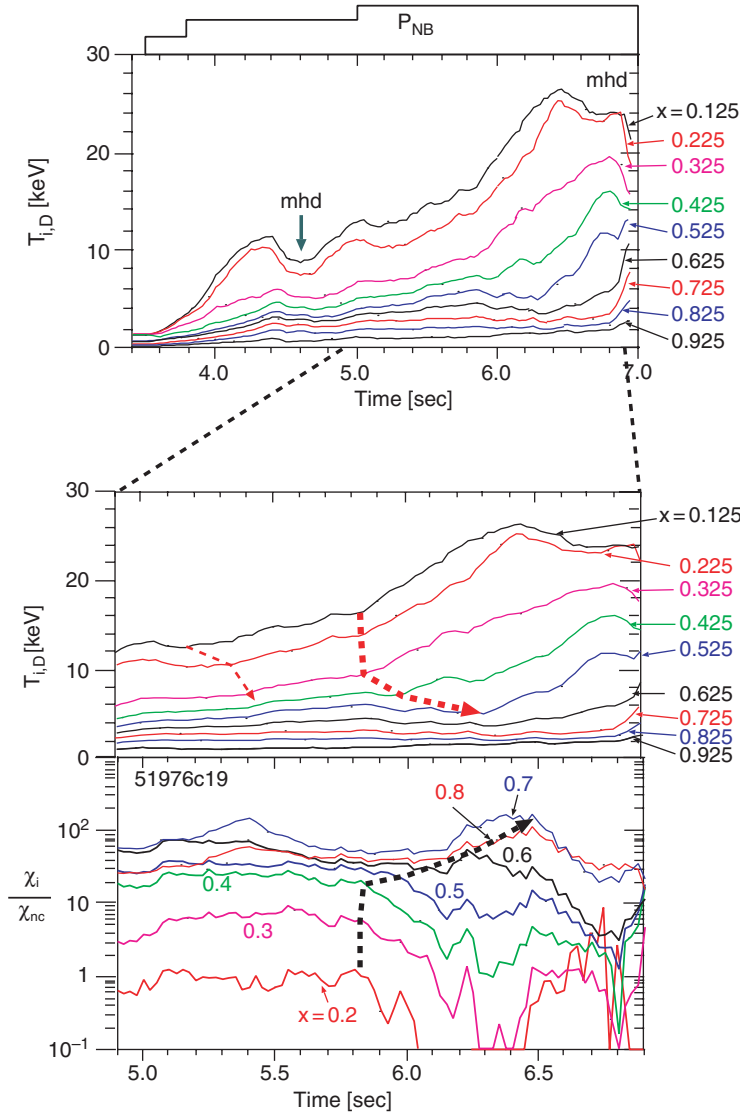 P_NB
30
20
10
0
T_i,D [keV]
mhd
mhd
x=0.125
0.225
0.325
0.425
0.525
0.625
0.725
0.825
0.925
4.0 5.0 6.0 7.0
Time [sec]
30
20
10
0
T_i,D [keV]
x=0.125
0.225
0.325
0.425
0.525
0.625
0.725
0.825
0.925
51976c19
10^2
10
1
10^−1
χ_i
χ_nc
0.8
0.7
0.6
0.5
0.4
0.3
x=0.2
5.0 5.5 6.0 6.5
Time [sec]